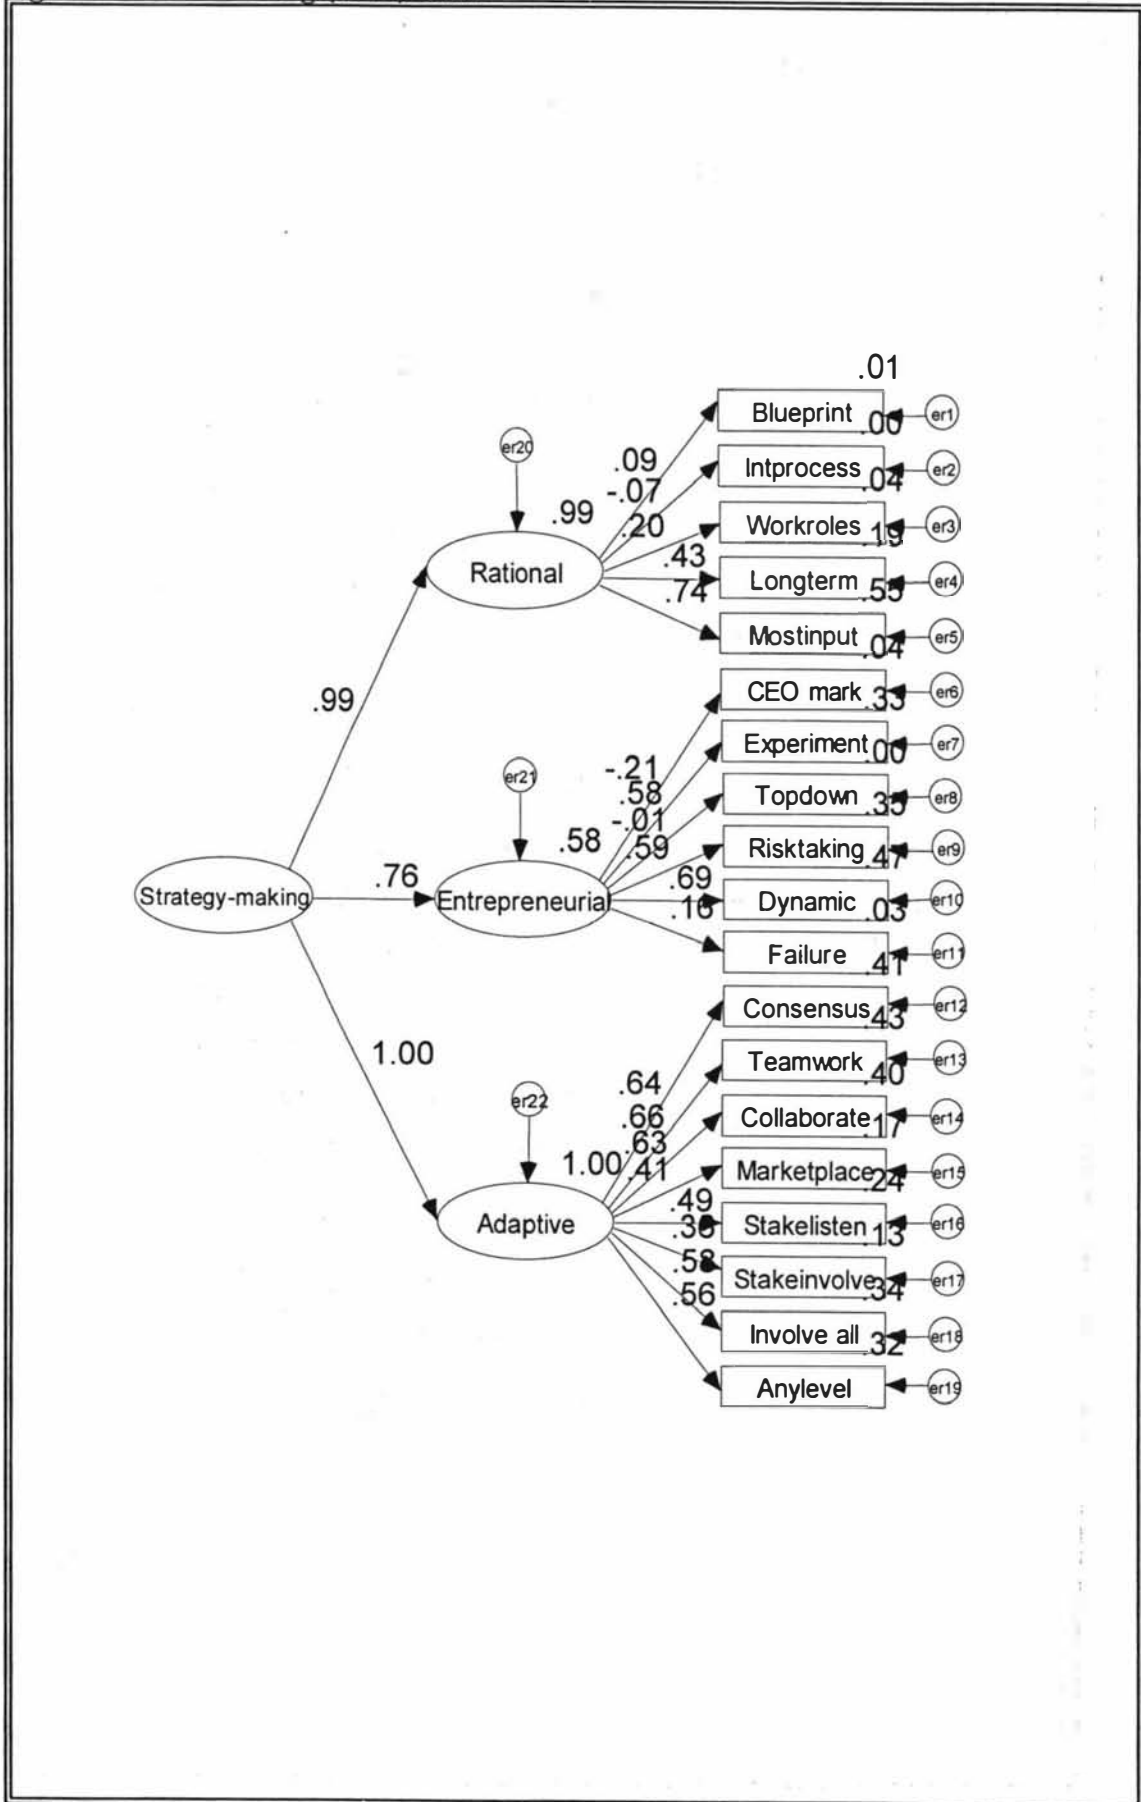 .01
Blueprint
.00
er1
er20
.09
Intprocess
.04
er2
-.07
.99
.20
Workroles
.19
er3
Rational
.43
Longterm
.55
er4
.74
Mostinput
.04
er5
.99
CEO mark
.33
er6
er21
-.21
Experiment
.00
er7
.58
Topdown
.35
er8
-.01
.58
.59
Risktaking
.47
er9
.76
.69
Strategy-making
Entrepreneurial
Dynamic
.03
er10
.16
Failure
.41
er11
Consensus
.43
er12
1.00
Teamwork
.40
er13
.64
er22
.66
Collaborate
.17
er14
.63
1.00
.41
Marketplace
.24
er15
.49
Adaptive
Stakelisten
.13
er16
.58
Stakeinvolve
.34
er17
.56
Involve all
.32
er18
Anylevel
er19